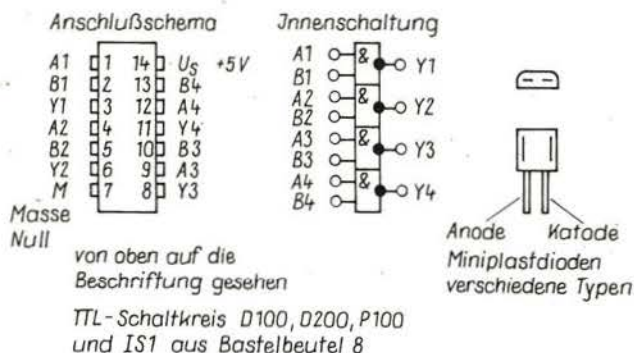 Anschlußschema
A1 1 14 US +5V
B1 2 13 B4
Y1 3 12 A4
A2 4 11 Y4
B2 5 10 B3
Y2 6 9 A3
M 7 8 Y3
Masse
Null
von oben auf die
Beschriftung gesehen
TTL-Schaltkreis D100, D200, P100
und IS1 aus Bastelbeutel 8
Innenschaltung
A1 & Y1
B1
A2 & Y2
B2
A3 & Y3
B3
A4 & Y4
B4
Anode Katode
Miniplastdioden
verschiedene Typen